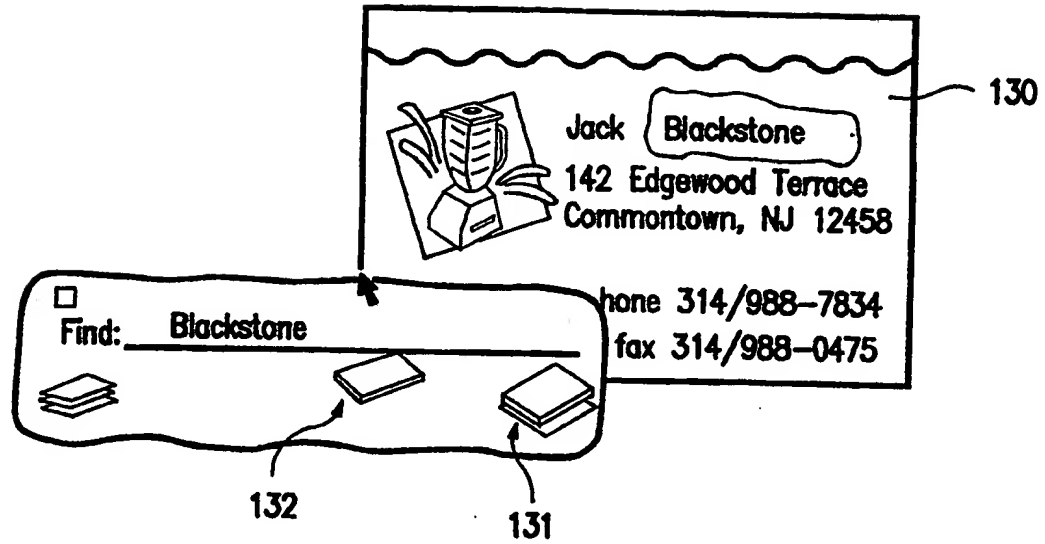 130
Jack Blackstone
142 Edgewood Terrace
Commontown, NJ 12458
hone 314/988-7834
fax 314/988-0475
Find: Blackstone
132
131